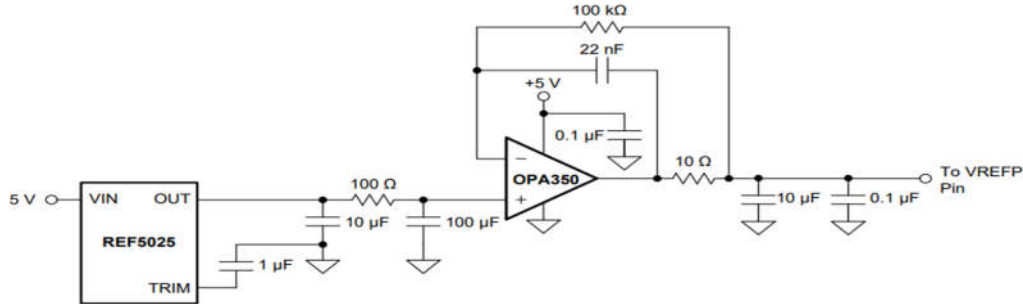 100 kΩ
22 nF
+5 V
0.1 µF
−
OPA350
+
10 Ω
To VREFP
Pin
10 µF
0.1 µF
5 V
VIN
OUT
REF5025
TRIM
100 Ω
10 µF
100 µF
1 µF